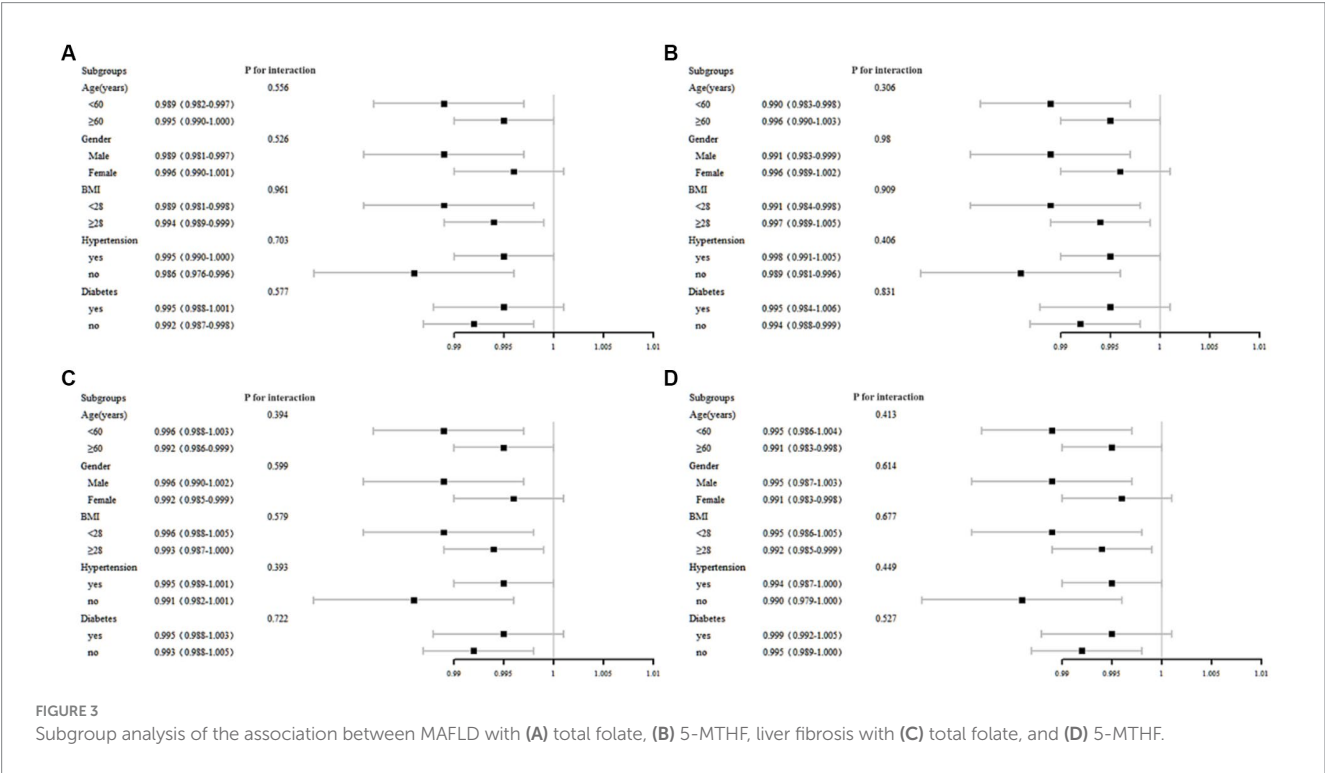 A
Subgroups P for interaction
Age(years) 0.556
<60 0.989 (0.982-0.997)
≥60 0.995 (0.990-1.000)
Gender 0.526
Male 0.989 (0.981-0.997)
Female 0.996 (0.990-1.001)
BMI 0.961
<28 0.989 (0.981-0.998)
≥28 0.994 (0.989-0.999)
Hypertension 0.703
yes 0.995 (0.990-1.000)
no 0.986 (0.976-0.996)
Diabetes 0.577
yes 0.995 (0.988-1.001)
no 0.992 (0.987-0.998)
0.99 0.995 1 1.005 1.01
B
Subgroups P for interaction
Age(years) 0.306
<60 0.990 (0.983-0.998)
≥60 0.996 (0.990-1.003)
Gender 0.98
Male 0.991 (0.983-0.999)
Female 0.996 (0.989-1.002)
BMI 0.909
<28 0.991 (0.984-0.998)
≥28 0.997 (0.989-1.005)
Hypertension 0.406
yes 0.998 (0.991-1.005)
no 0.989 (0.981-0.996)
Diabetes 0.831
yes 0.995 (0.984-1.006)
no 0.994 (0.988-0.999)
0.99 0.995 1 1.005 1.01
C
Subgroups P for interaction
Age(years) 0.394
<60 0.996 (0.988-1.003)
≥60 0.992 (0.986-0.999)
Gender 0.599
Male 0.996 (0.990-1.002)
Female 0.992 (0.985-0.999)
BMI 0.579
<28 0.996 (0.988-1.005)
≥28 0.993 (0.987-1.000)
Hypertension 0.393
yes 0.995 (0.989-1.001)
no 0.991 (0.982-1.001)
Diabetes 0.722
yes 0.995 (0.988-1.003)
no 0.993 (0.988-1.005)
0.99 0.995 1 1.005 1.01
D
Subgroups P for interaction
Age(years) 0.413
<60 0.995 (0.986-1.004)
≥60 0.991 (0.983-0.998)
Gender 0.614
Male 0.995 (0.987-1.003)
Female 0.991 (0.983-0.998)
BMI 0.677
<28 0.995 (0.986-1.005)
≥28 0.992 (0.985-0.999)
Hypertension 0.449
yes 0.994 (0.987-1.000)
no 0.990 (0.979-1.000)
Diabetes 0.527
yes 0.999 (0.992-1.005)
no 0.995 (0.989-1.000)
0.99 0.995 1 1.005 1.01
FIGURE 3
Subgroup analysis of the association between MAFLD with (A) total folate, (B) 5-MTHF, liver fibrosis with (C) total folate, and (D) 5-MTHF.